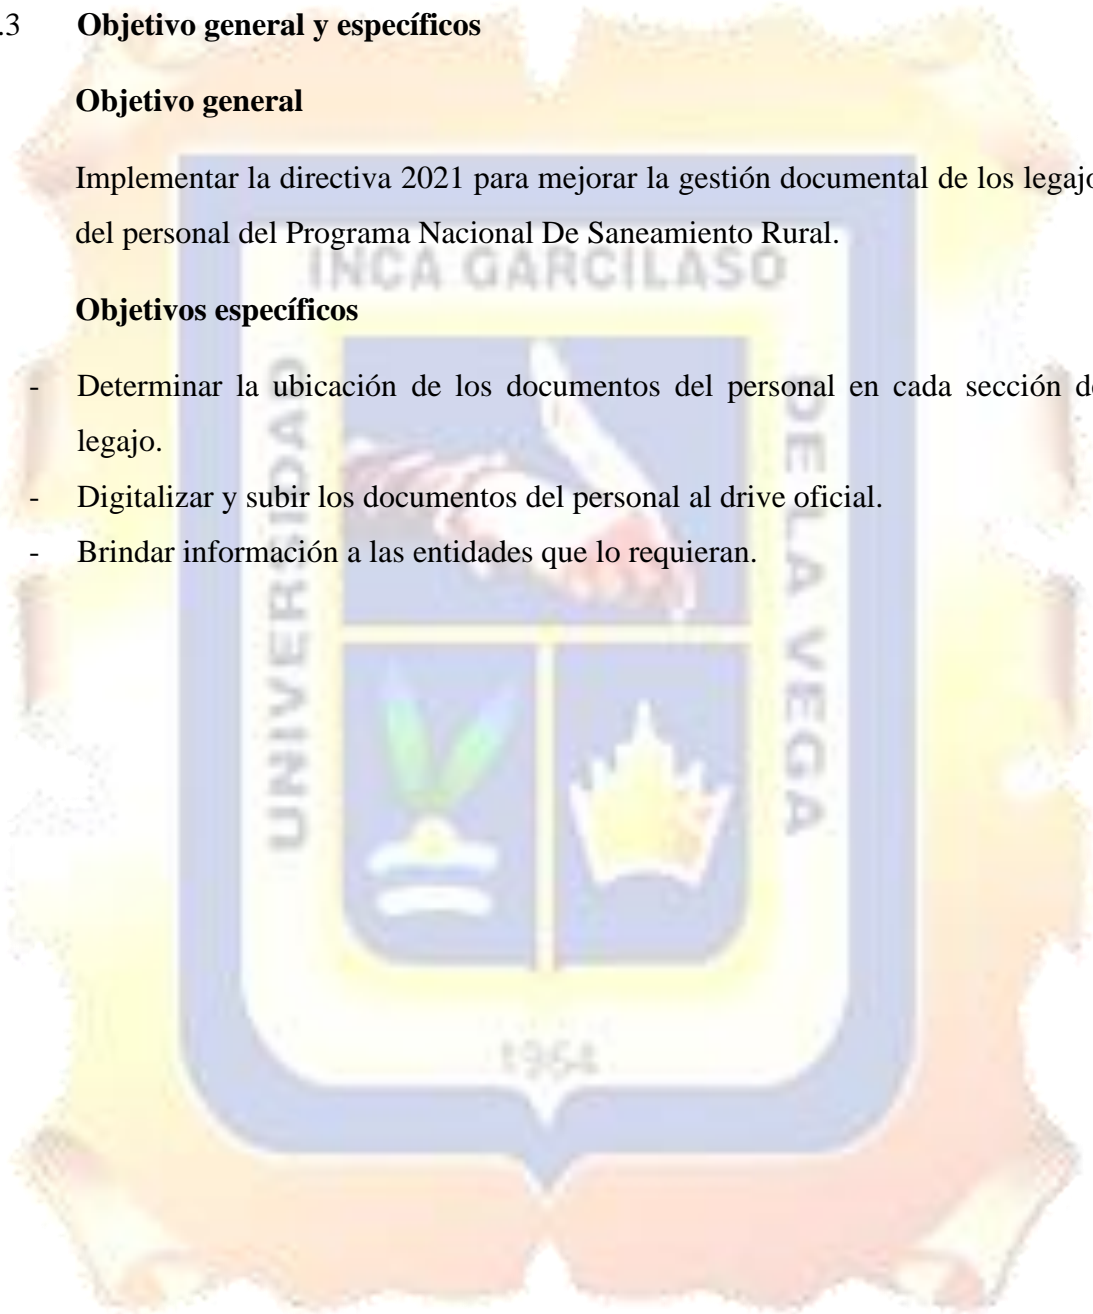 .3 Objetivo general y específicos
Objetivo general
Implementar la directiva 2021 para mejorar la gestión documental de los legajo
del personal del Programa Nacional De Saneamiento Rural.
INCA GARCILASO
Objetivos específicos
- Determinar la ubicación de los documentos del personal en cada sección de
legajo.
- Digitalizar y subir los documentos del personal al drive oficial.
- Brindar información a las entidades que lo requieran.
UNIVERSIDAD
DE LA VEGA
1964